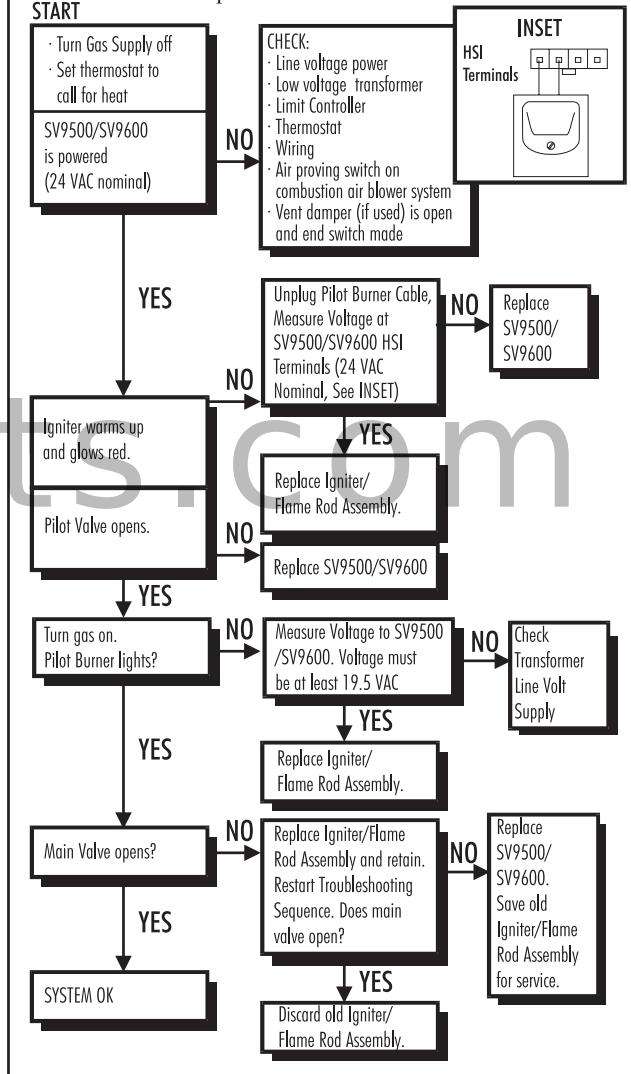 START
· Turn Gas Supply off
· Set thermostat to
call for heat
SV9500/SV9600
is powered
(24 VAC nominal)
NO
CHECK:
· Line voltage power
· Low voltage transformer
· Limit Controller
· Thermostat
· Wiring
· Air proving switch on
combustion air blower system
· Vent damper (if used) is open
and end switch made
INSET
HSI
Terminals
YES
Igniter warms up
and glows red.
NO
Unplug Pilot Burner Cable,
Measure Voltage at
SV9500/SV9600 HSI
Terminals (24 VAC
Nominal, See INSET)
NO
Replace
SV9500/
SV9600
YES
Replace Igniter/
Flame Rod Assembly.
Pilot Valve opens.
NO
Replace SV9500/SV9600
YES
Turn gas on.
Pilot Burner lights?
NO
Measure Voltage to SV9500
/SV9600. Voltage must
be at least 19.5 VAC
NO
Check
Transformer
Line Volt
Supply
YES
Replace Igniter/
Flame Rod Assembly.
YES
Main Valve opens?
NO
Replace Igniter/Flame
Rod Assembly and retain.
Restart Troubleshooting
Sequence. Does main
valve open?
NO
Replace
SV9500/
SV9600.
Save old
Igniter/Flame
Rod Assembly
for service.
YES
Discard old Igniter/
Flame Rod Assembly.
YES
SYSTEM OK
ts.com